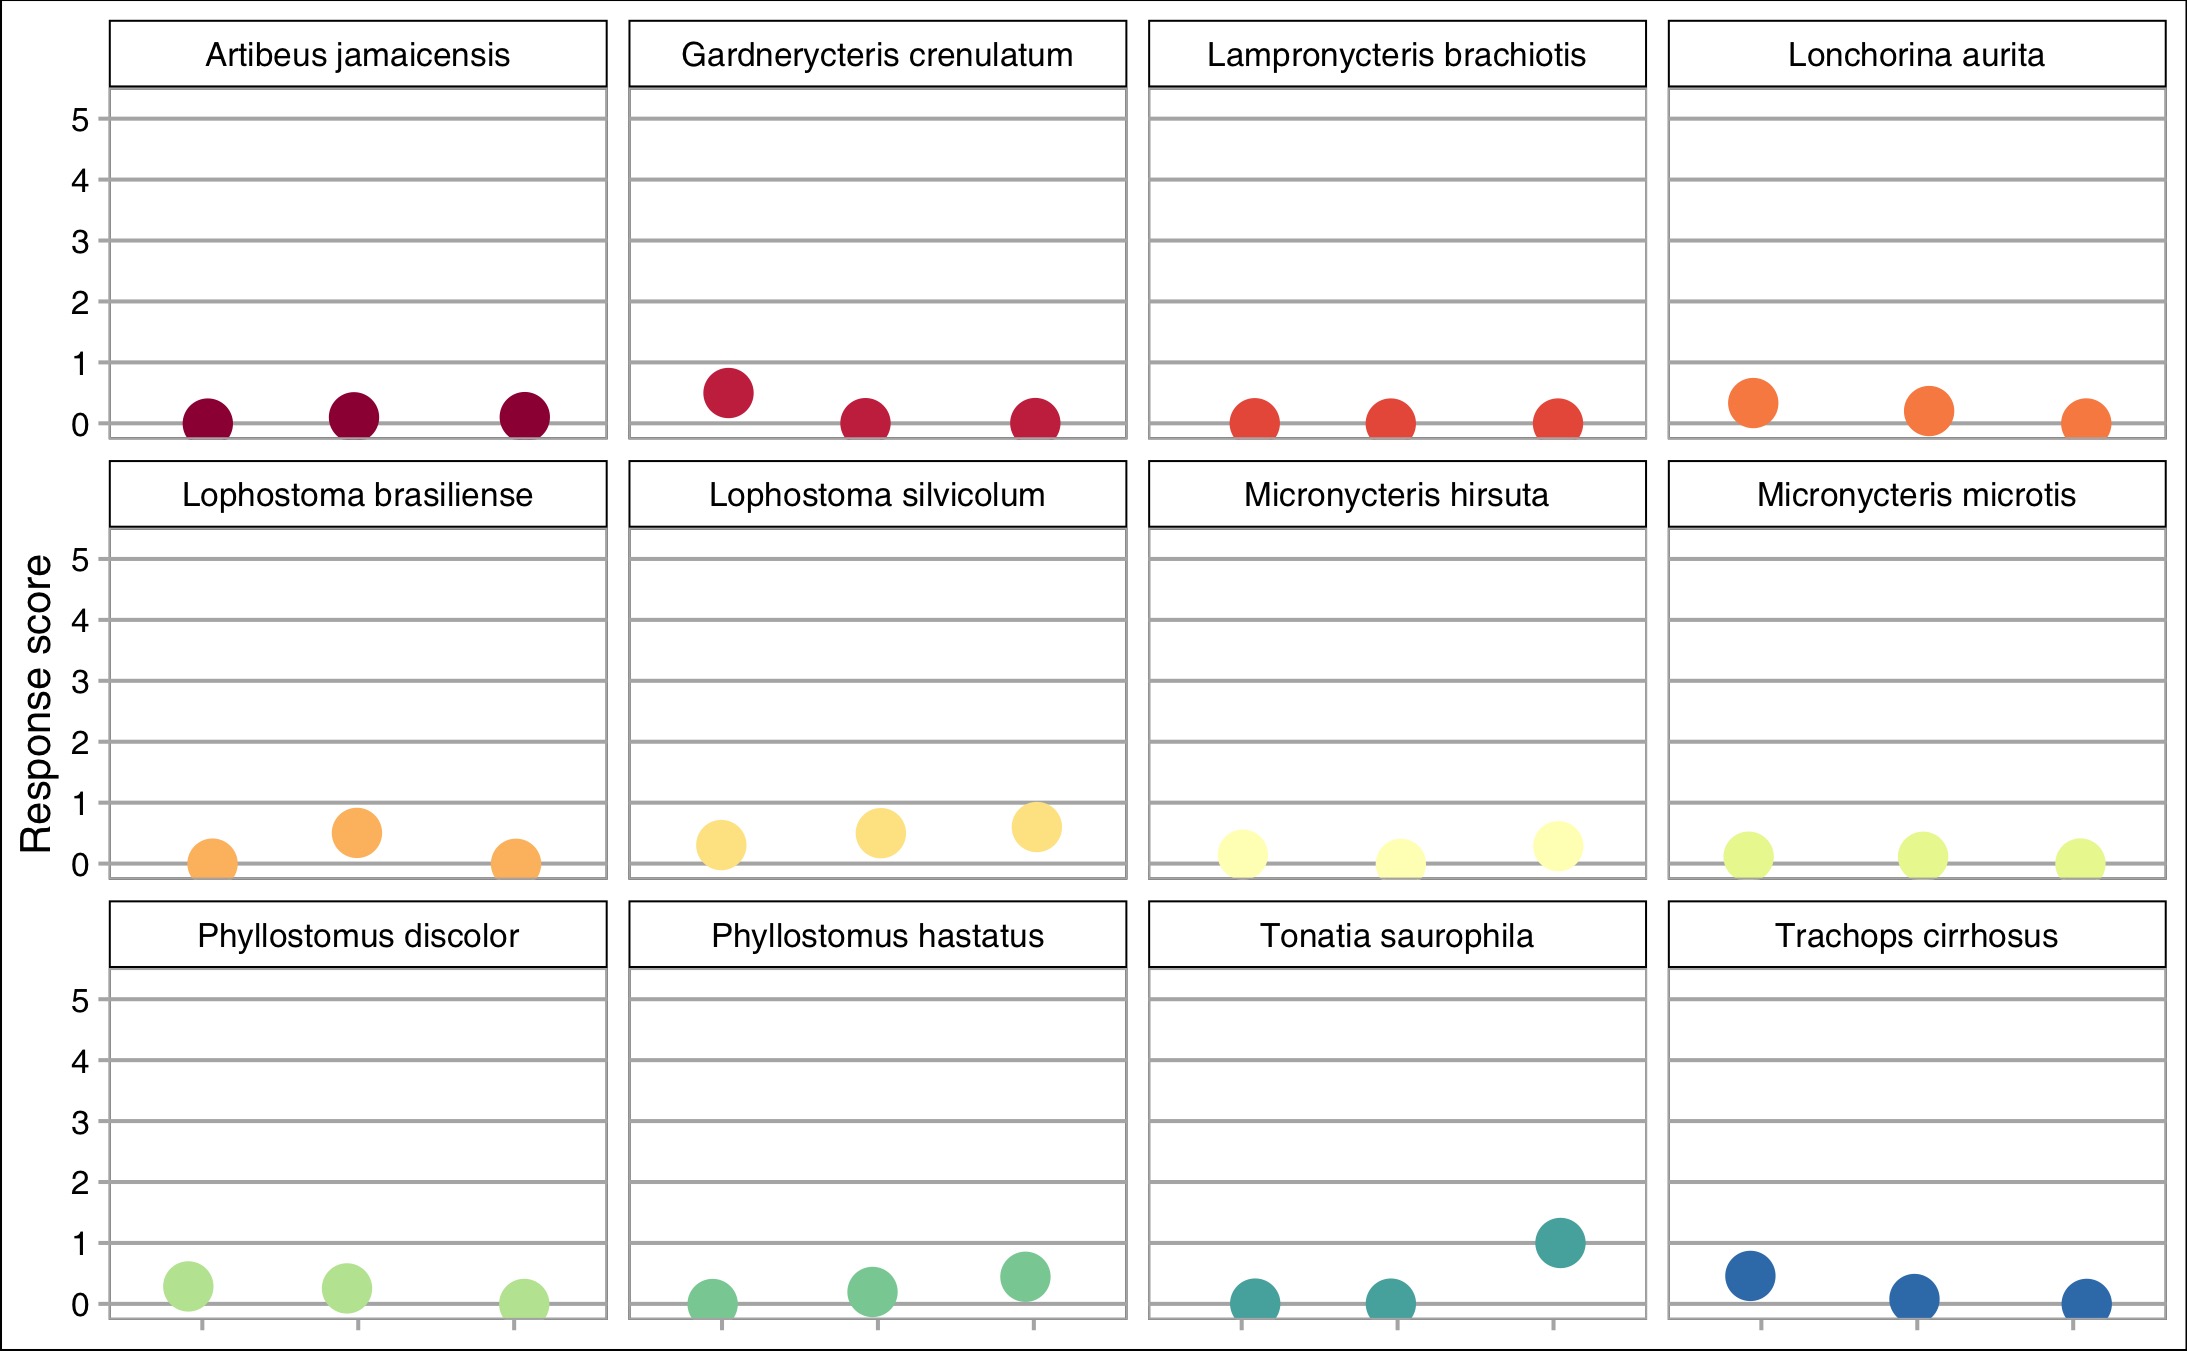 Artibeus jamaicensis
Gardnerycteris crenulatum
Lampronycteris brachiotis
Lonchorina aurita
5
4
3
2
1
0
Lophostoma brasiliense
Lophostoma silvicolum
Micronycteris hirsuta
Micronycteris microtis
Response score
5
4
3
2
1
0
Phyllostomus discolor
Phyllostomus hastatus
Tonatia saurophila
Trachops cirrhosus
5
4
3
2
1
0